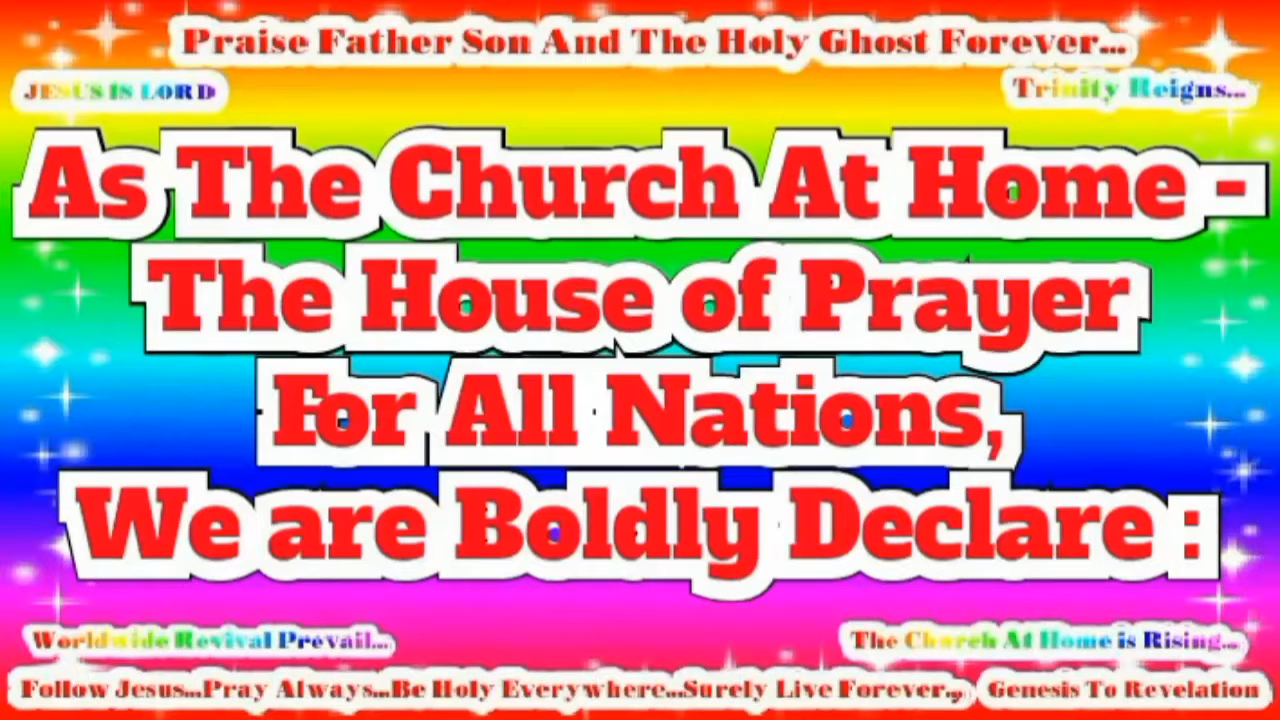 Praise Father Son And The Holy Ghost Forever...
JESUS IS LORD
Trinity Reigns...
As The Church At Home -
The House of Prayer
For All Nations,
We are Boldly Declare :
Worldwide Revival Prevail...
The Church At Home is Rising...
Follow Jesus...Pray Always...Be Holy Everywhere...Surely Live Forever..,
Genesis To Revelation